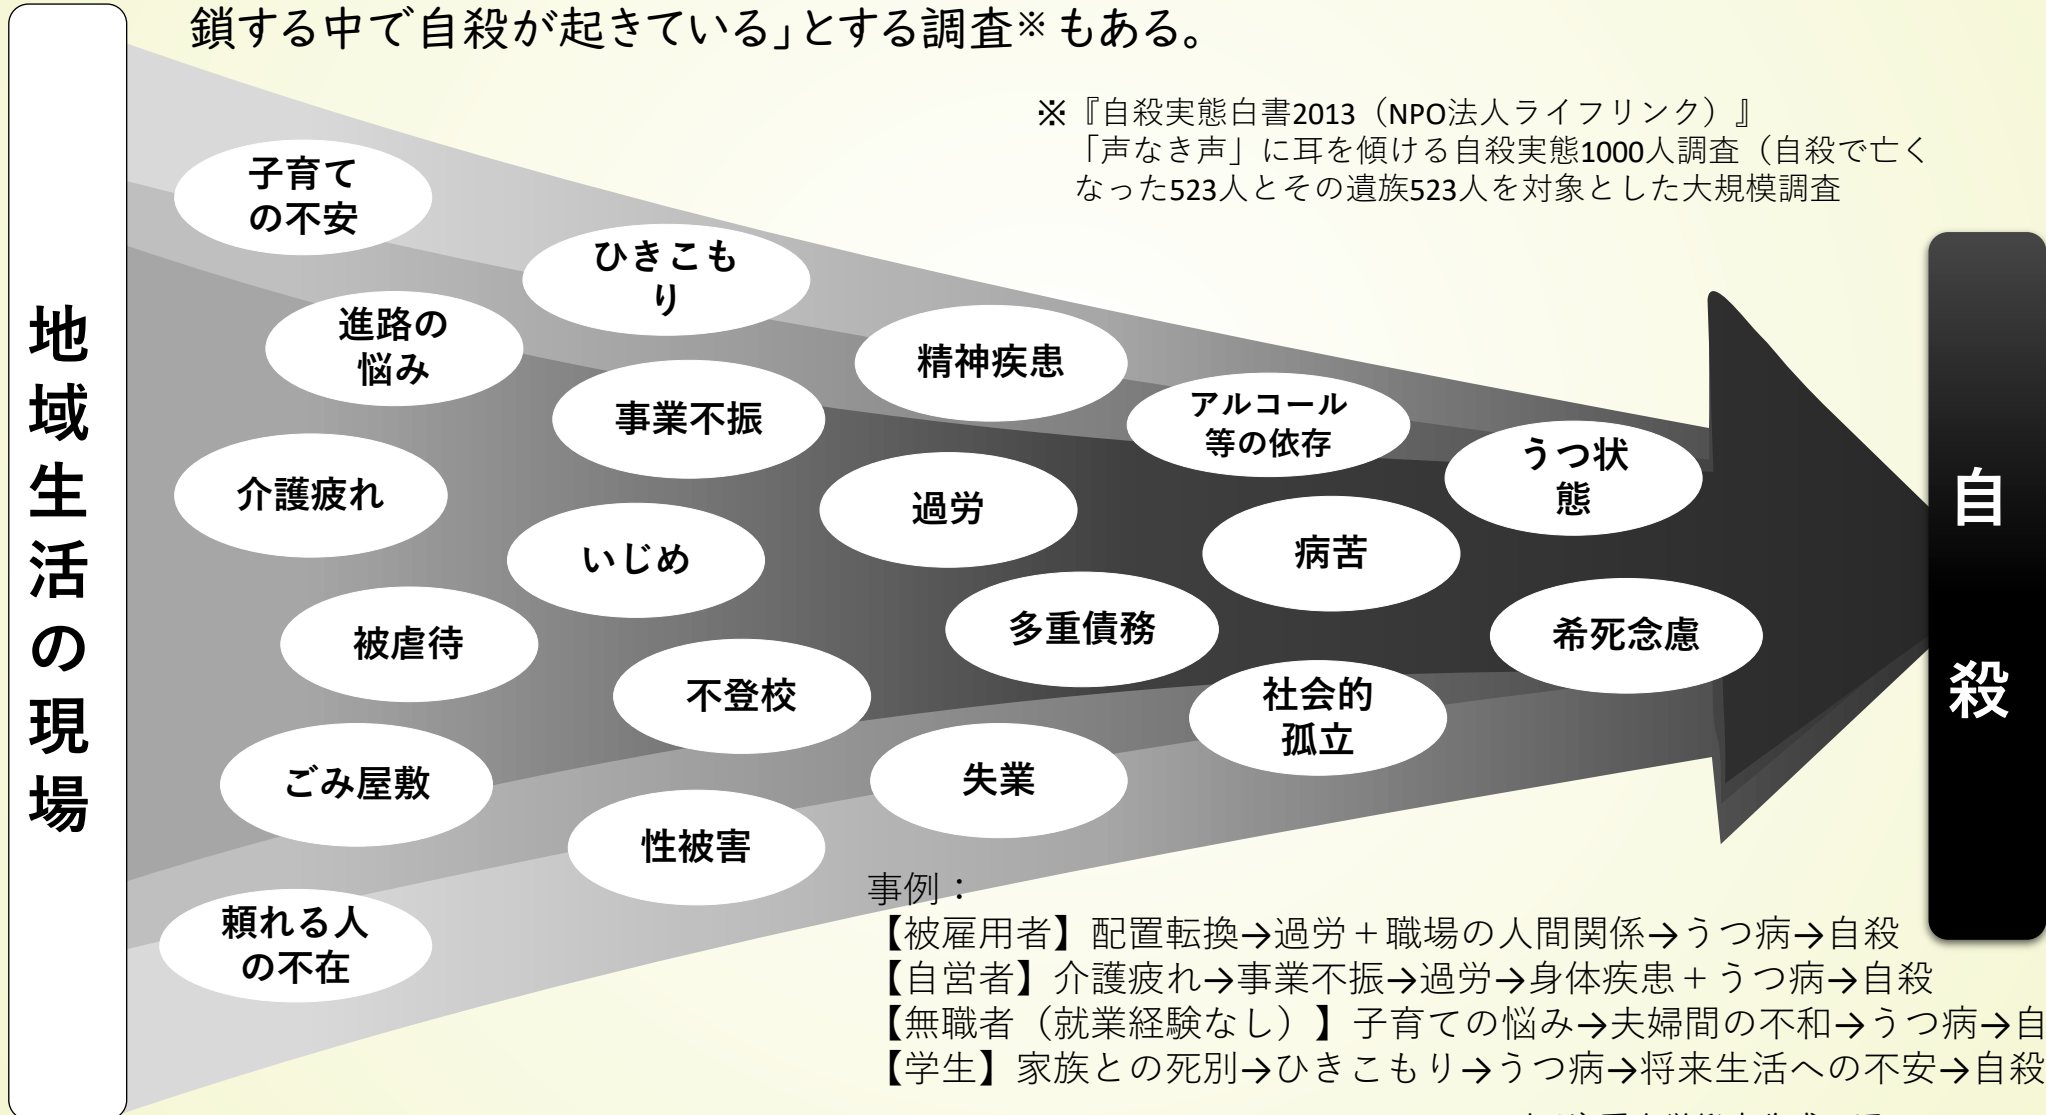 鎖する中で自殺が起きている」とする調査※もある。
※『自殺実態白書2013（NPO法人ライフリンク）』
「声なき声」に耳を傾ける自殺実態1000人調査（自殺で亡く
なった523人とその遺族523人を対象とした大規模調査
地域生活の現場
子育て
の不安
ひきこも
り
進路の
悩み
精神疾患
事業不振
アルコール
等の依存
うつ状
態
介護疲れ
過労
いじめ
病苦
被虐待
多重債務
希死念慮
不登校
社会的
孤立
ごみ屋敷
失業
性被害
頼れる人
の不在
自殺
事例：
【被雇用者】配置転換→過労＋職場の人間関係→うつ病→自殺
【自営者】介護疲れ→事業不振→過労→身体疾患＋うつ病→自殺
【無職者（就業経験なし）】子育ての悩み→夫婦間の不和→うつ病→自
【学生】家族との死別→ひきこもり→うつ病→将来生活への不安→自殺